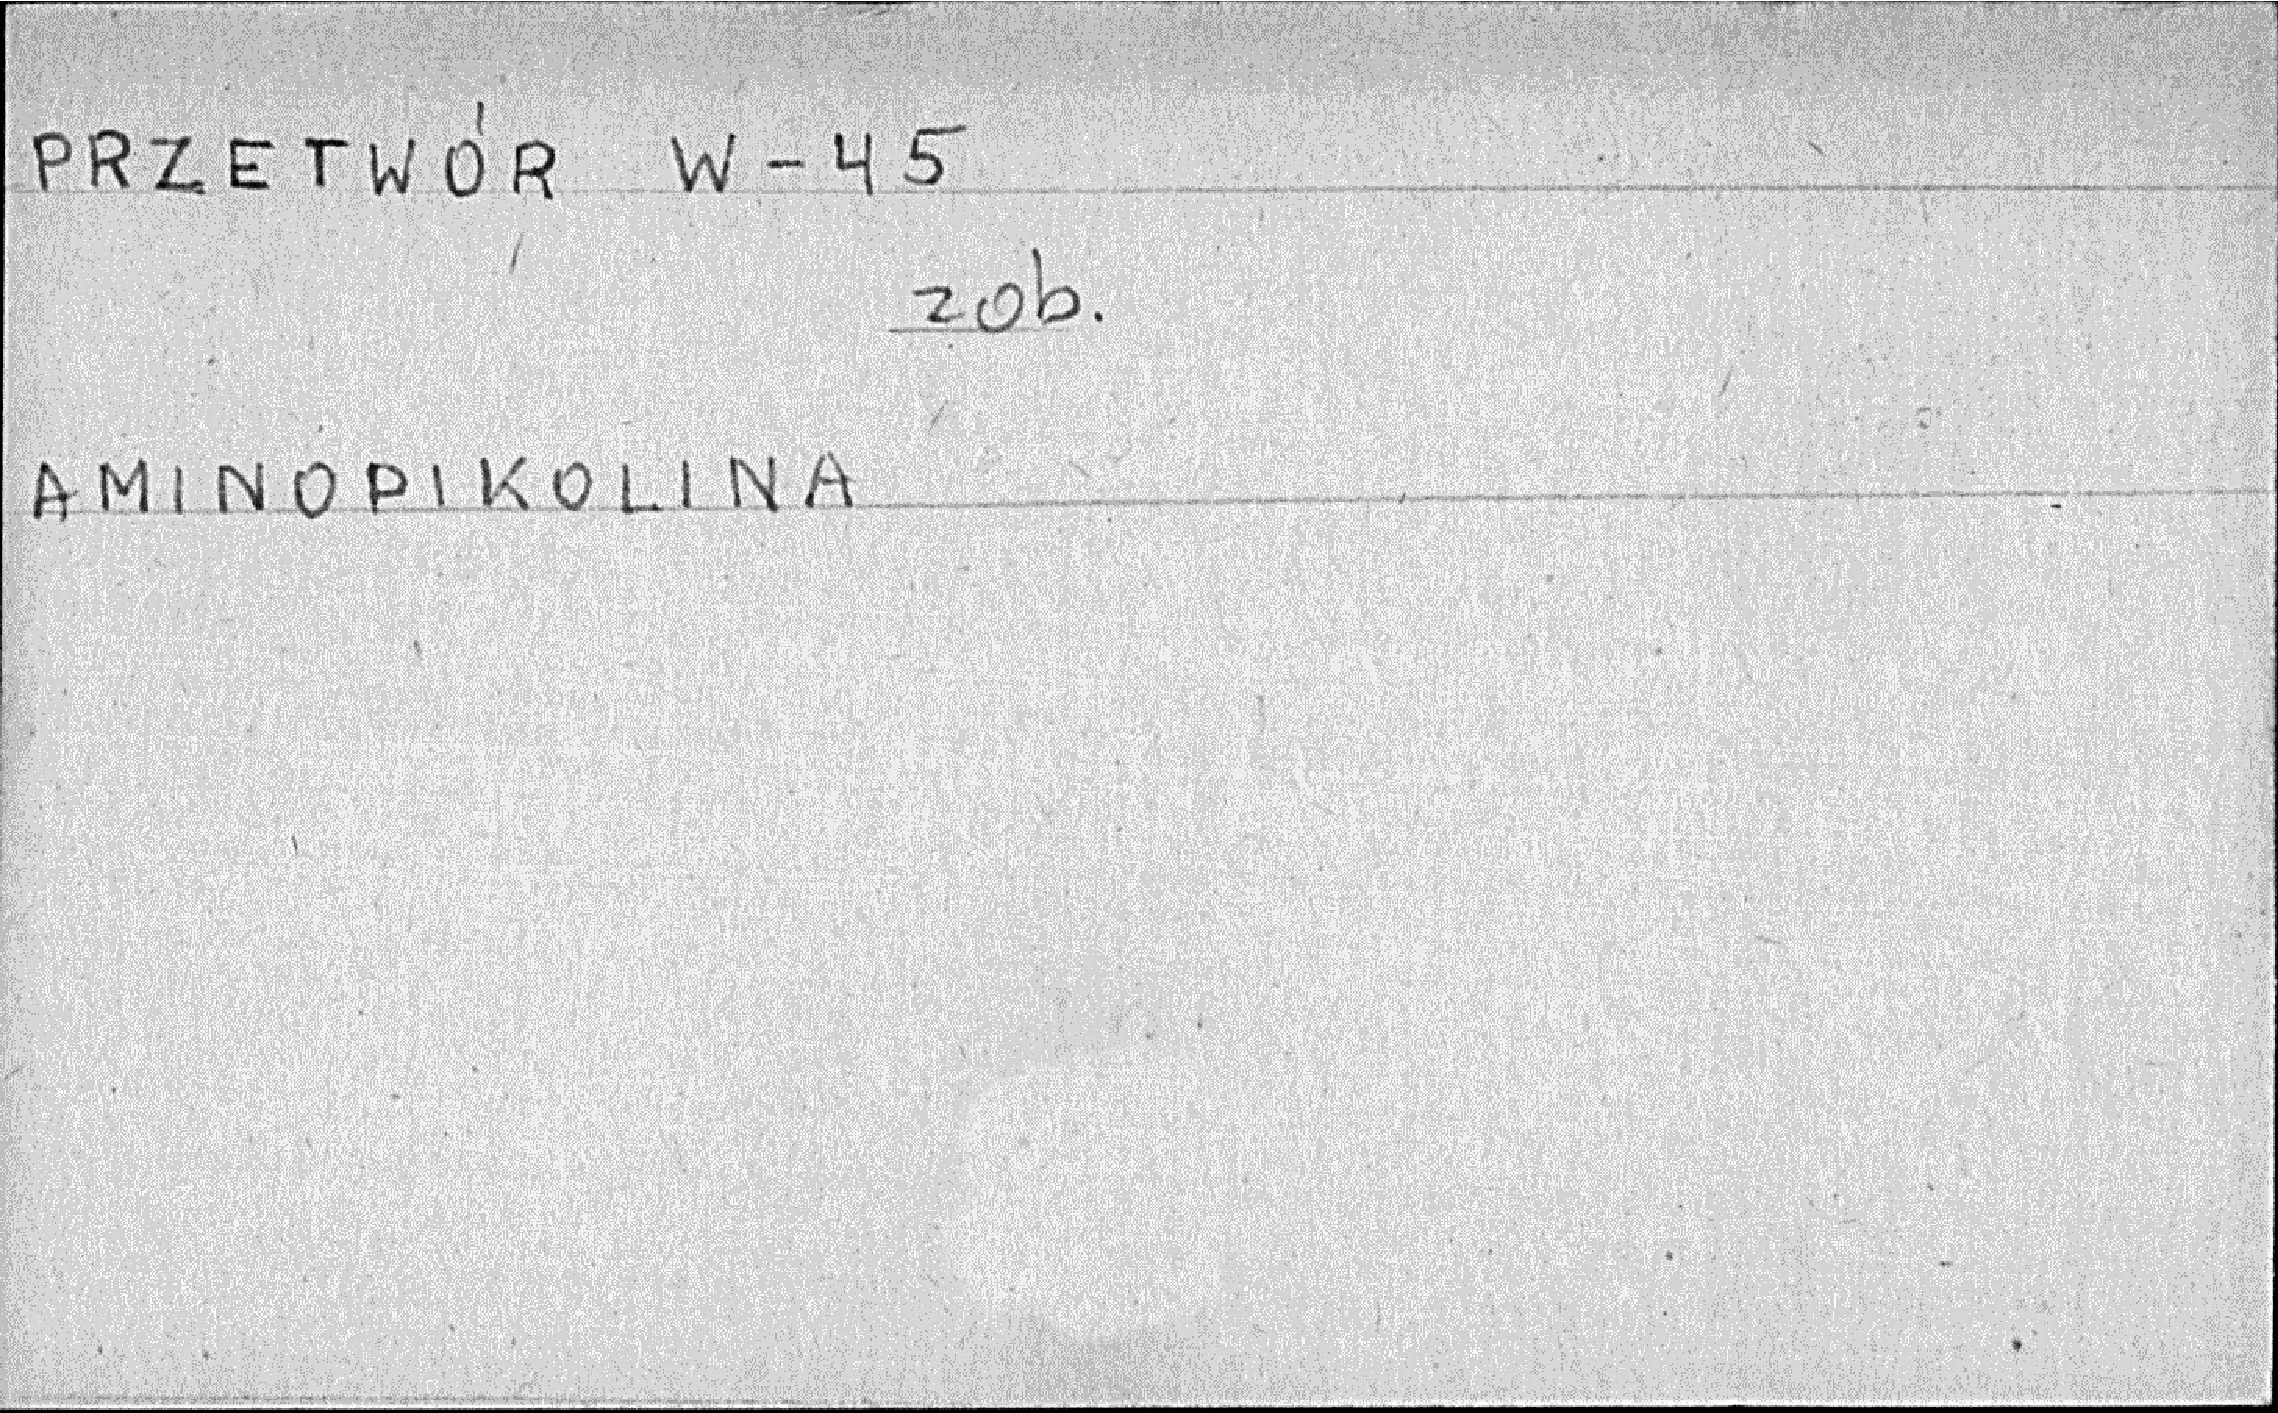 PRZETWÓR W-45
zob.
AMINOPIKOLINA